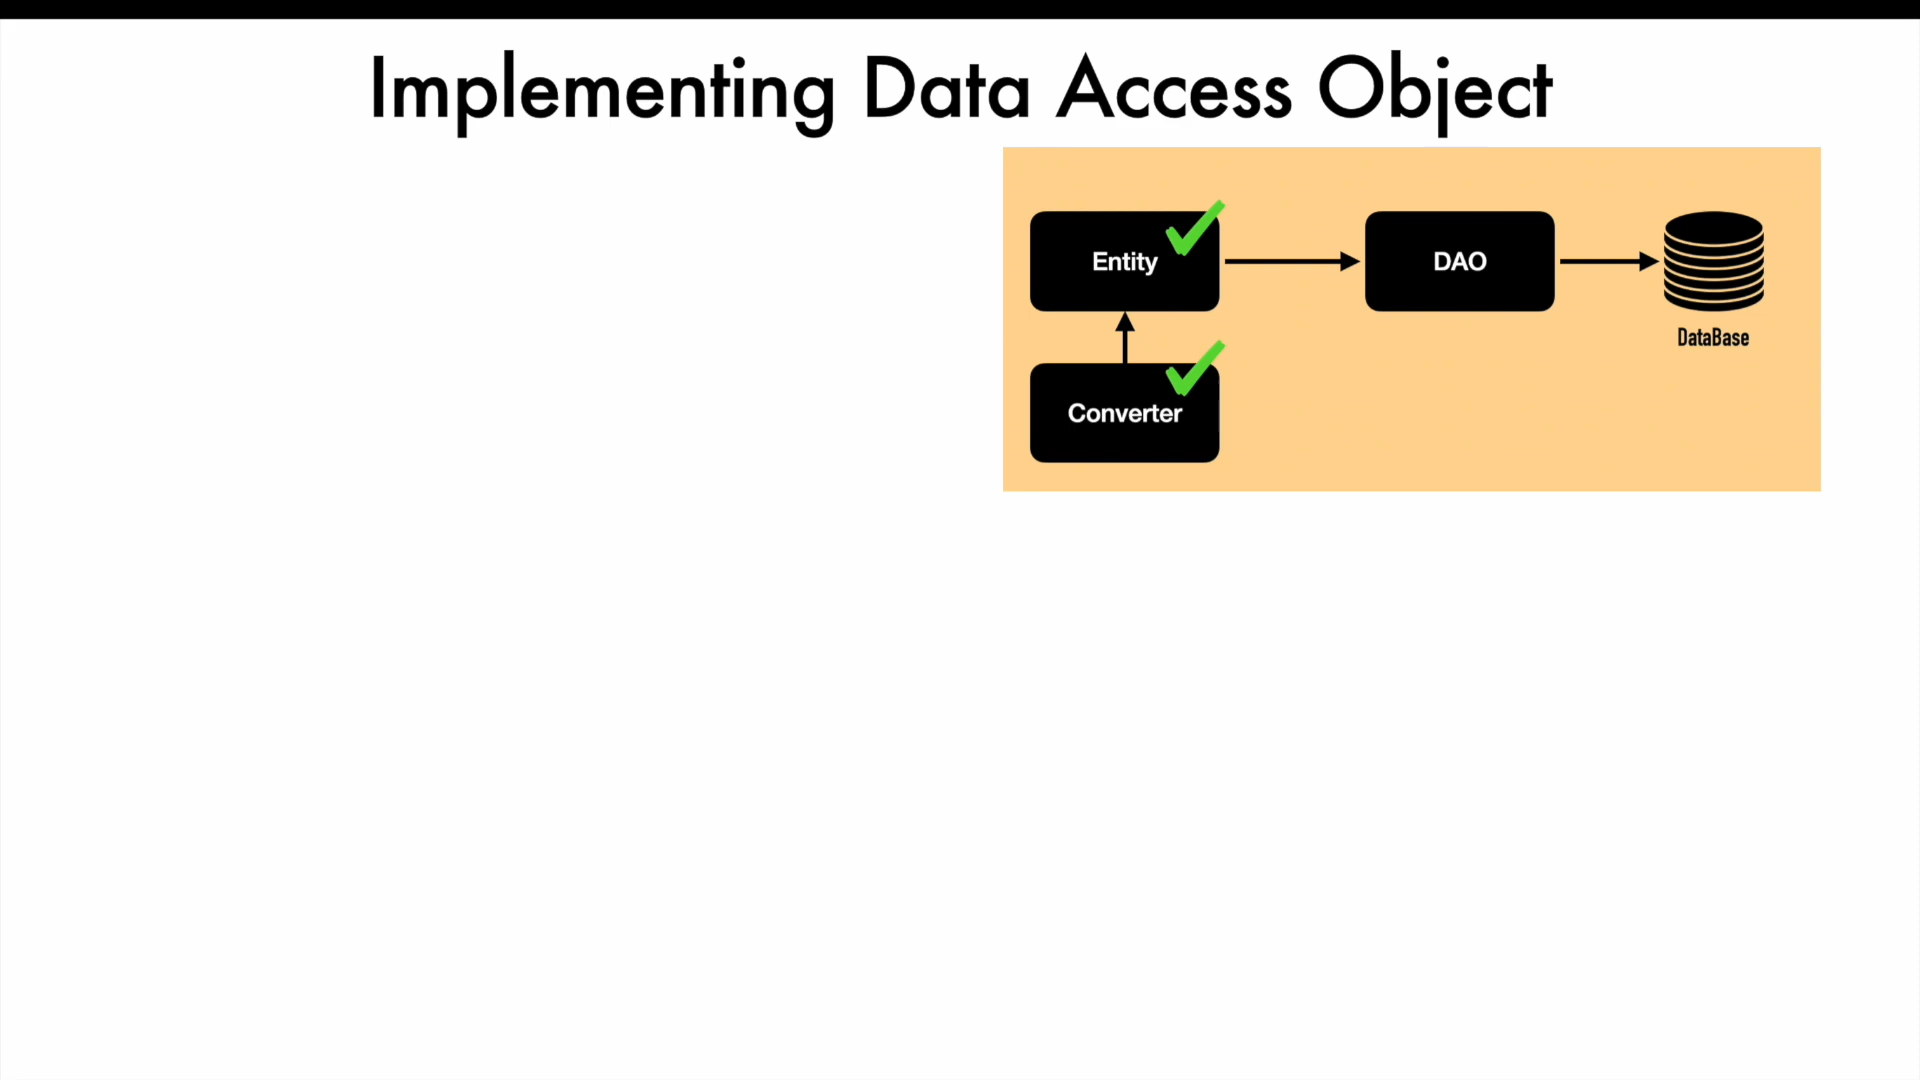 Implementing Data Access Object
Entity
DAO
DataBase
Converter